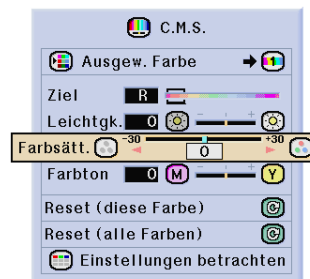 C.M.S.
Ausgew. Farbe 1
Ziel R
Leichtgk. 0
Farbsätt. -30 0 +30
Farbton 0 M Y
Reset (diese Farbe)
Reset (alle Farben)
Einstellungen betrachten